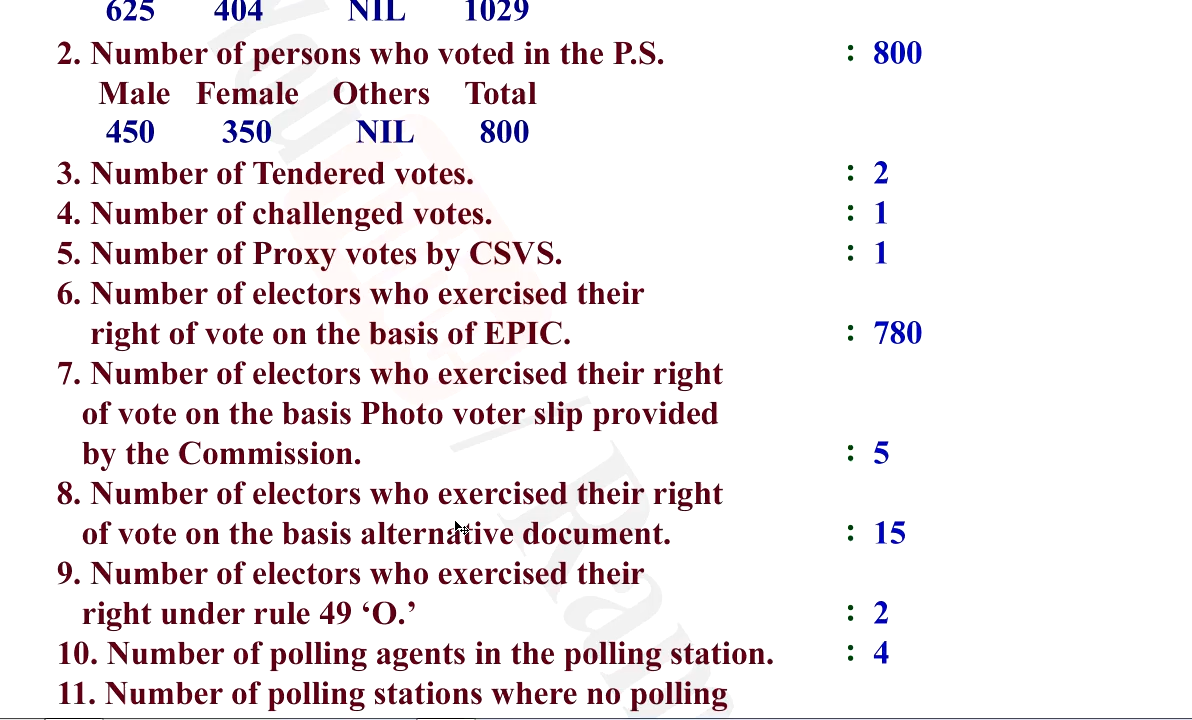 625 404 NIL 1029
2. Number of persons who voted in the P.S. : 800
Male Female Others Total
450 350 NIL 800
3. Number of Tendered votes. : 2
4. Number of challenged votes. : 1
5. Number of Proxy votes by CSVS. : 1
6. Number of electors who exercised their
right of vote on the basis of EPIC. : 780
7. Number of electors who exercised their right
of vote on the basis Photo voter slip provided
by the Commission. : 5
8. Number of electors who exercised their right
of vote on the basis alternative document. : 15
9. Number of electors who exercised their
right under rule 49 ‘O.’ : 2
10. Number of polling agents in the polling station. : 4
11. Number of polling stations where no polling